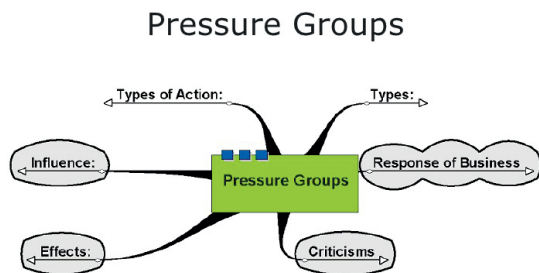 Pressure Groups
Types of Action:
Types:
Influence:
Response of Business
Pressure Groups
Effects:
Criticisms